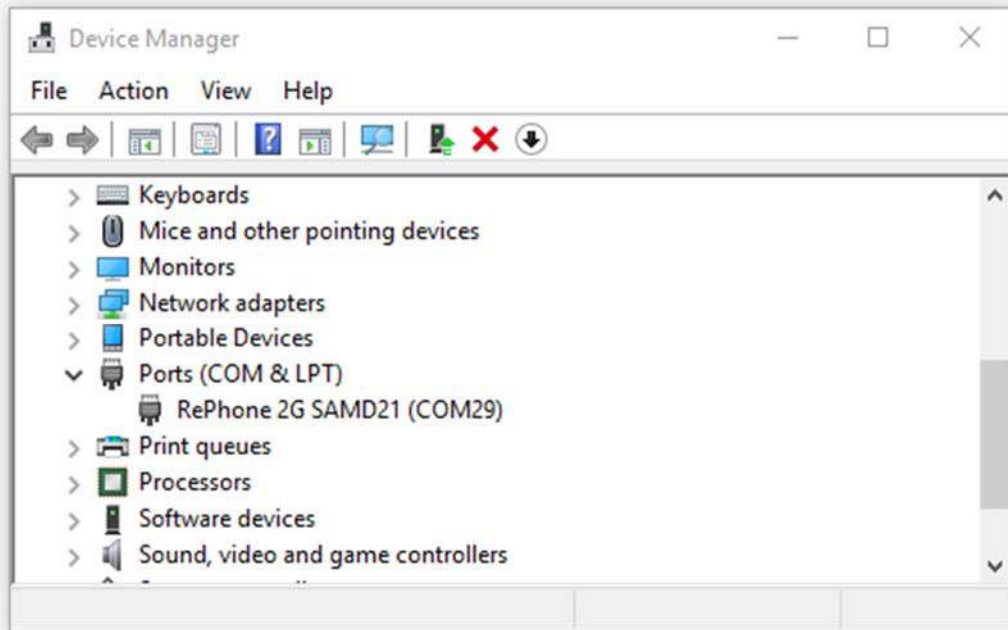 Device Manager
File Action View Help
Keyboards
Mice and other pointing devices
Monitors
Network adapters
Portable Devices
Ports (COM & LPT)
RePhone 2G SAMD21 (COM29)
Print queues
Processors
Software devices
Sound, video and game controllers